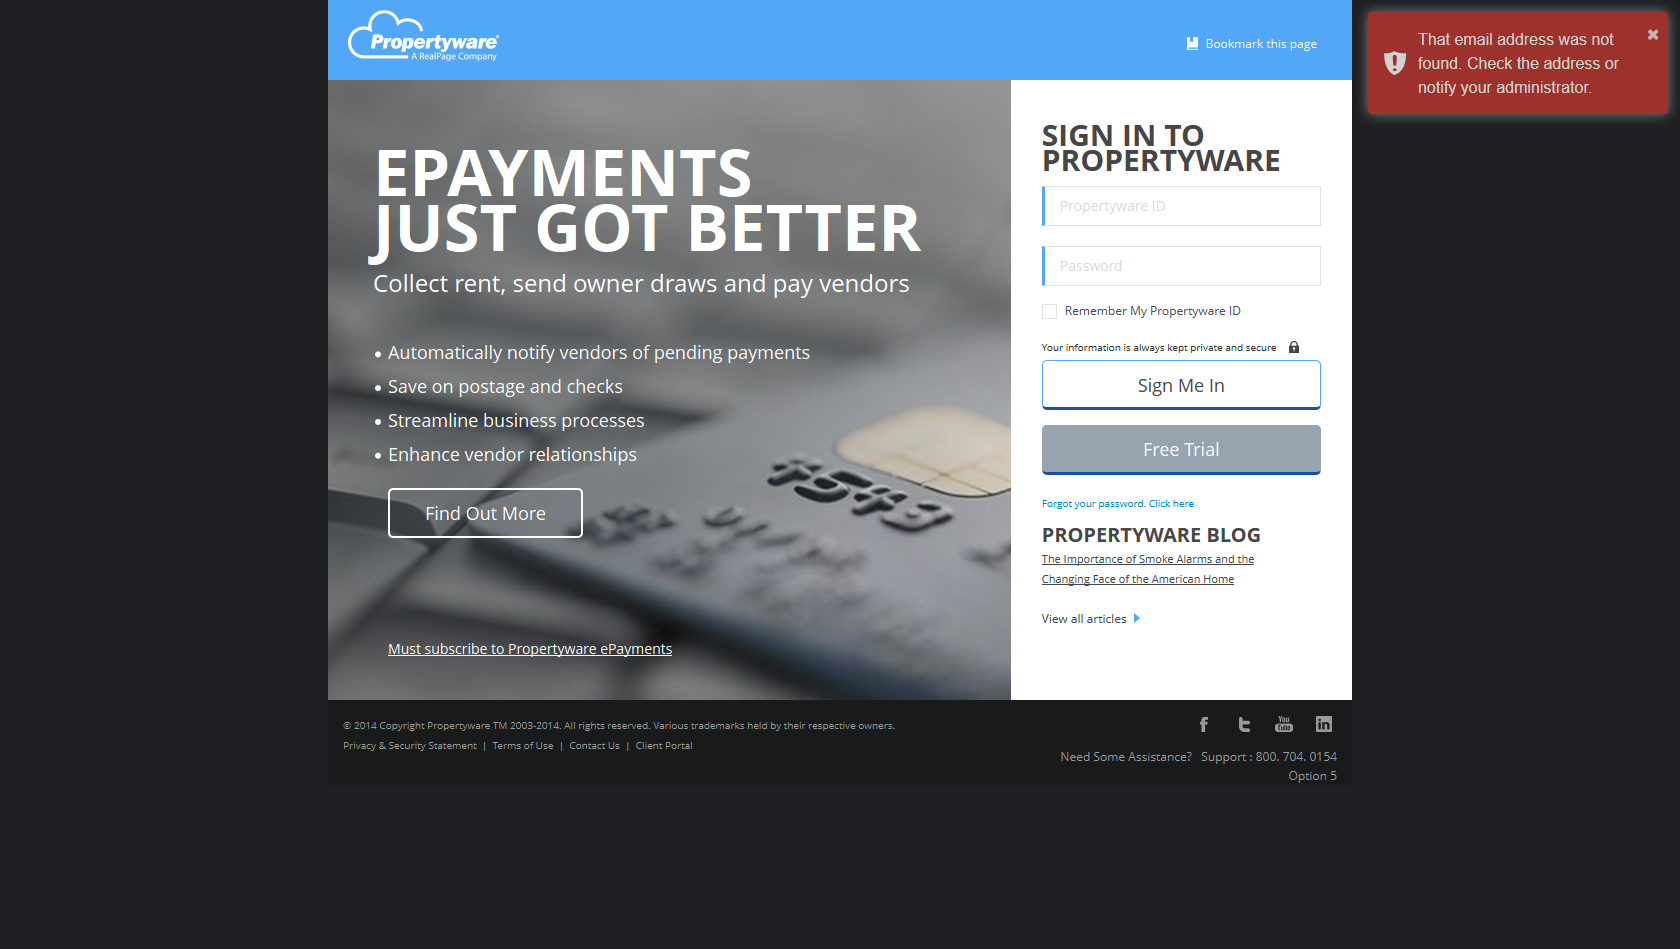 Propertyware®
A RealPage Company
Bookmark this page
That email address was not
found. Check the address or
notify your administrator.
EPAYMENTS
JUST GOT BETTER
Collect rent, send owner draws and pay vendors
• Automatically notify vendors of pending payments
• Save on postage and checks
• Streamline business processes
• Enhance vendor relationships
Find Out More
Must subscribe to Propertyware ePayments
SIGN IN TO
PROPERTYWARE
Propertyware ID
Password
Remember My Propertyware ID
Your information is always kept private and secure
Sign Me In
Free Trial
Forgot your password. Click here
PROPERTYWARE BLOG
The Importance of Smoke Alarms and the
Changing Face of the American Home
View all articles
© 2014 Copyright Propertyware TM 2003-2014. All rights reserved. Various trademarks held by their respective owners.
Privacy & Security Statement | Terms of Use | Contact Us | Client Portal
You
Tube
Need Some Assistance? Support : 800. 704. 0154
Option 5